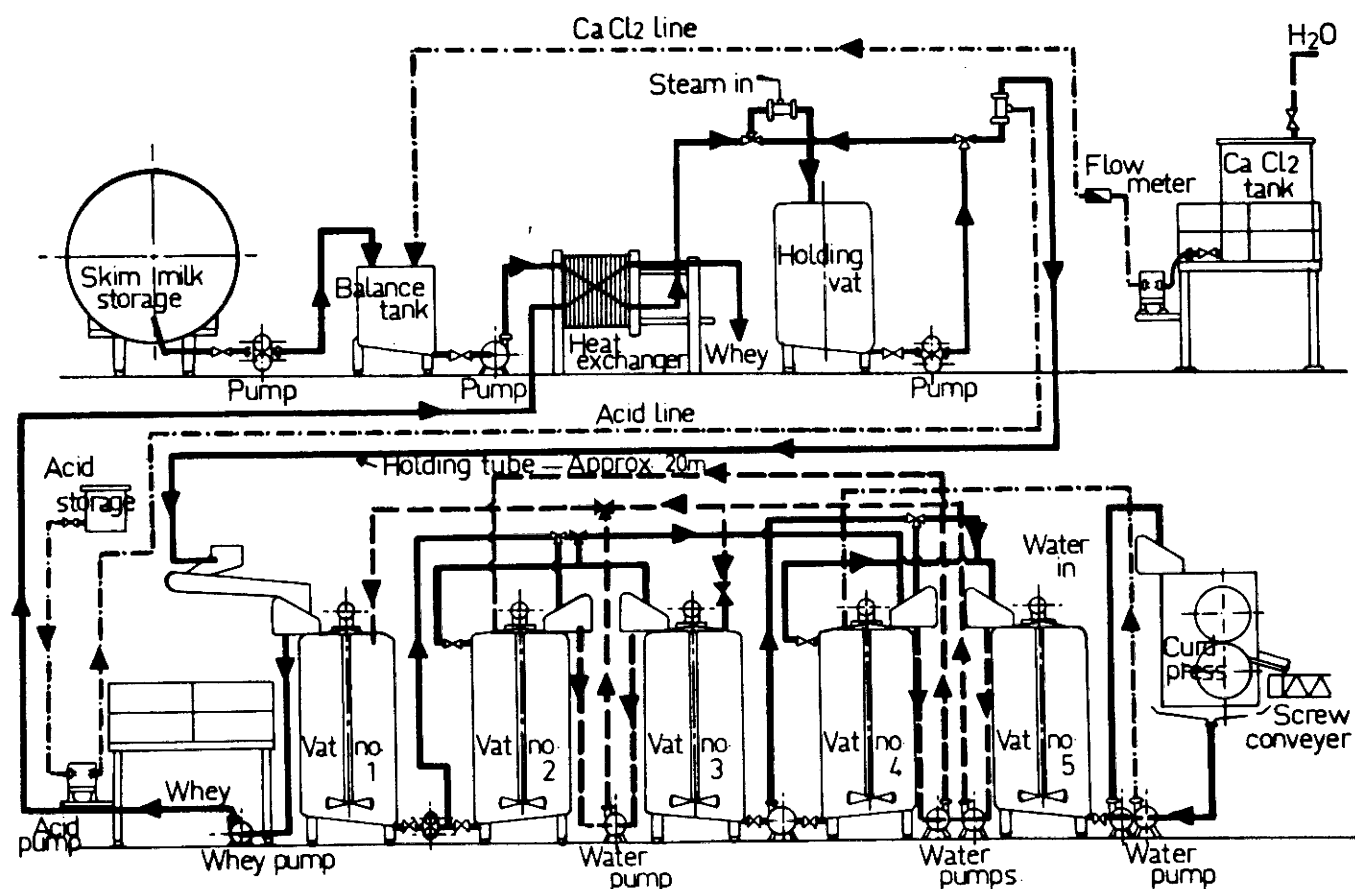 CaCl2 line
H2O
Steam in
Flow
meter
Ca Cl2
tank
Skim milk
storage
Balance
tank
Holding
vat
Heat
exchanger
Whey
Pump
Pump
Pump
Acid line
Holding tube — Approx. 20m
Acid
storage
Water
in
Curd
press
Screw
conveyer
Vat no.
1
Vat no.
2
Vat no.
3
Vat no.
4
Vat no.
5
Whey
Acid
pump
Whey pump
Water
pump
Water
pumps
Water
pump